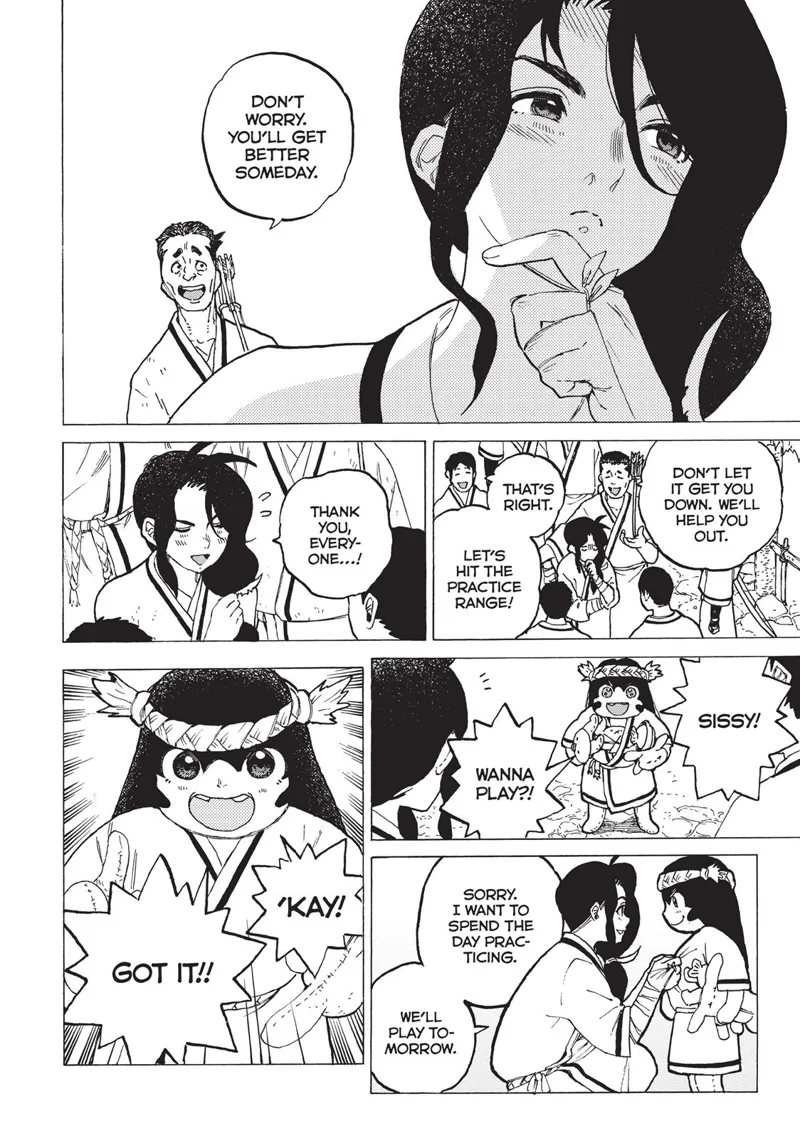 DON'T
WORRY.
YOU'LL GET
BETTER
SOMEDAY.
DON'T LET
IT GET YOU
DOWN. WE'LL
HELP YOU
OUT.
THAT'S
RIGHT.
LET'S
HIT THE
PRACTICE
RANGE!
THANK
YOU,
EVERY-
ONE...!
SISSY!
WANNA
PLAY?!
SORRY.
I WANT TO
SPEND THE
DAY PRAC-
TICING.
WE'LL
PLAY TO-
MORROW.
'KAY!
GOT IT!!